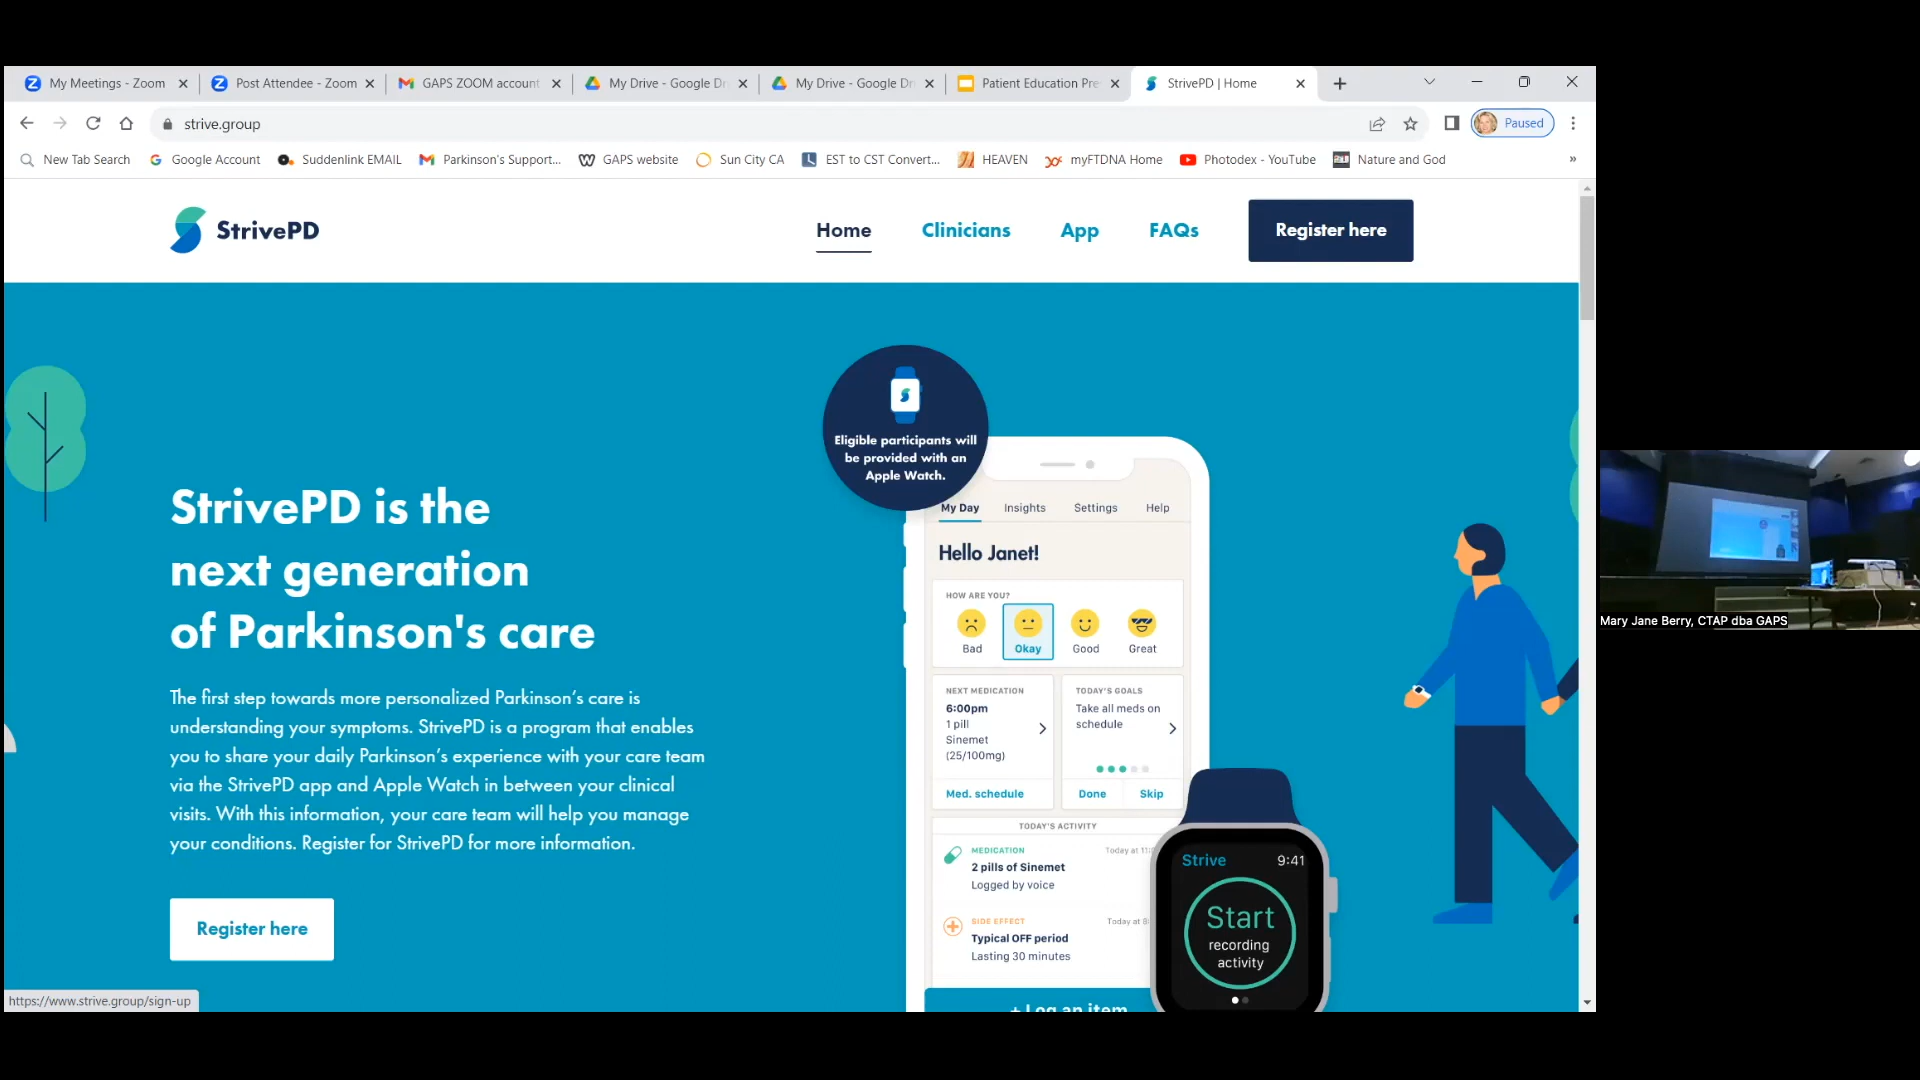 My Meetings - Zoom
Post Attendee - Zoom
GAPS ZOOM account
My Drive - Google Dr
My Drive - Google Dr
Patient Education Pre
StrivePD | Home
strive.group
Paused
New Tab Search
Google Account
Suddenlink EMAIL
Parkinson's Support...
GAPS website
Sun City CA
EST to CST Convert...
HEAVEN
myFTDNA Home
Photodex - YouTube
Nature and God
»
StrivePD
Home
Clinicians
App
FAQs
Register here
Eligible participants will
be provided with an
Apple Watch.
StrivePD is the
next generation
of Parkinson's care
The first step towards more personalized Parkinson's care is
understanding your symptoms. StrivePD is a program that enables
you to share your daily Parkinson's experience with your care team
via the StrivePD app and Apple Watch in between your clinical
visits. With this information, your care team will help you manage
your conditions. Register for StrivePD for more information.
Register here
My Day
Insights
Settings
Help
Hello Janet!
HOW ARE YOU?
Bad
Okay
Good
Great
NEXT MEDICATION
6:00pm
1 pill
Sinemet
(25/100mg)
Med. schedule
TODAY'S GOALS
Take all meds on
schedule
Done
Skip
TODAY'S ACTIVITY
MEDICATION
Today at 11:
2 pills of Sinemet
Logged by voice
SIDE EFFECT
Today at 8:
Typical OFF period
Lasting 30 minutes
+ Log an item
Strive
9:41
Start
recording
activity
https://www.strive.group/sign-up
Mary Jane Berry, CTAP dba GAPS